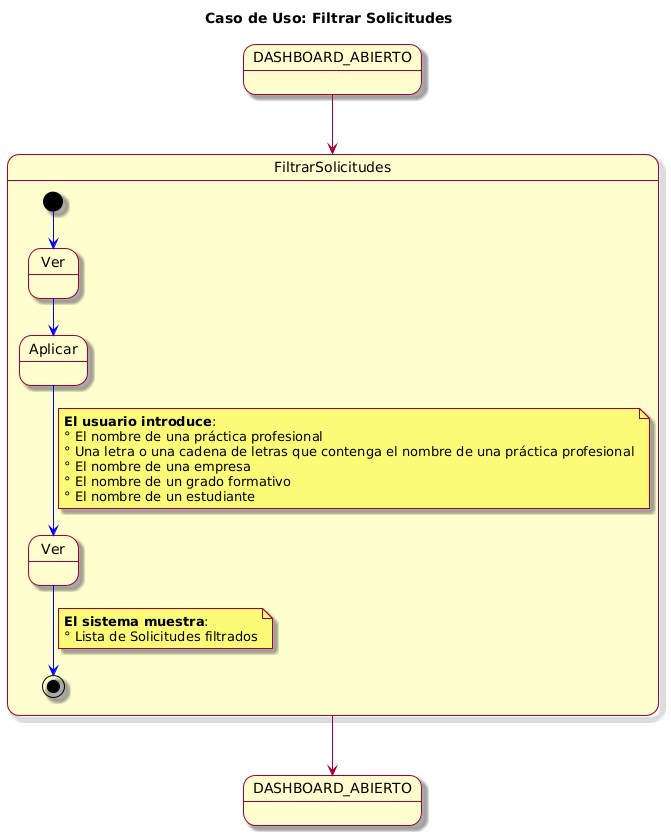 Caso de Uso: Filtrar Solicitudes
DASHBOARD_ABIERTO
FiltrarSolicitudes
Ver
Aplicar
El usuario introduce:
° El nombre de una práctica profesional
° Una letra o una cadena de letras que contenga el nombre de una práctica profesional
° El nombre de una empresa
° El nombre de un grado formativo
° El nombre de un estudiante
Ver
El sistema muestra:
° Lista de Solicitudes filtrados
DASHBOARD_ABIERTO